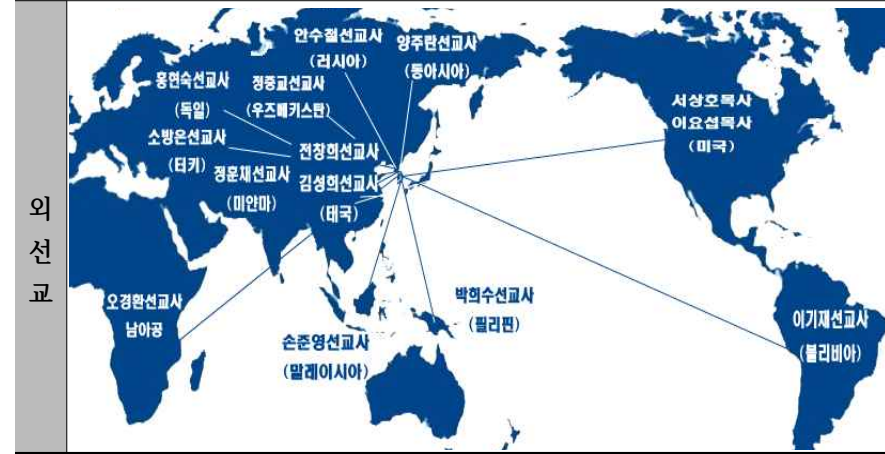 외
선
교
안수철선교사
(러시아)
양주란선교사
(동아시아)
홍현숙선교사
(독일)
정중교선교사
(우즈베키스탄)
소방은선교사
(터키)
전창희선교사
정훈채선교사
(미얀마)
김성희선교사
(태국)
서상호목사
이요섭목사
(미국)
오경환선교사
남아공
손준영선교사
(말레이시아)
박희수선교사
(필리핀)
이기재선교사
(볼리비아)